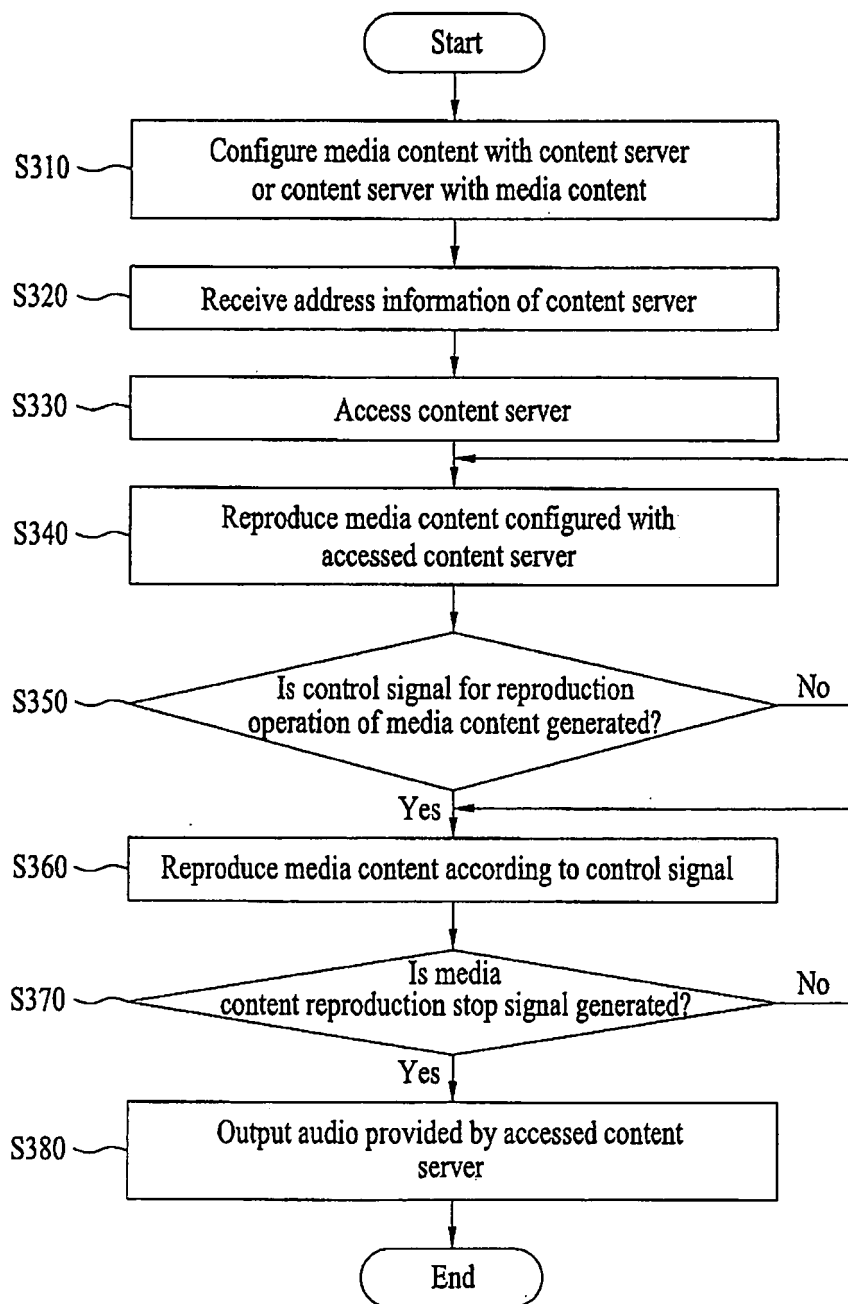 Start
S310
Configure media content with content server
or content server with media content
S320
Receive address information of content server
S330
Access content server
S340
Reproduce media content configured with
accessed content server
S350
Is control signal for reproduction
operation of media content generated?
No
Yes
S360
Reproduce media content according to control signal
S370
Is media
content reproduction stop signal generated?
No
Yes
S380
Output audio provided by accessed content
server
End